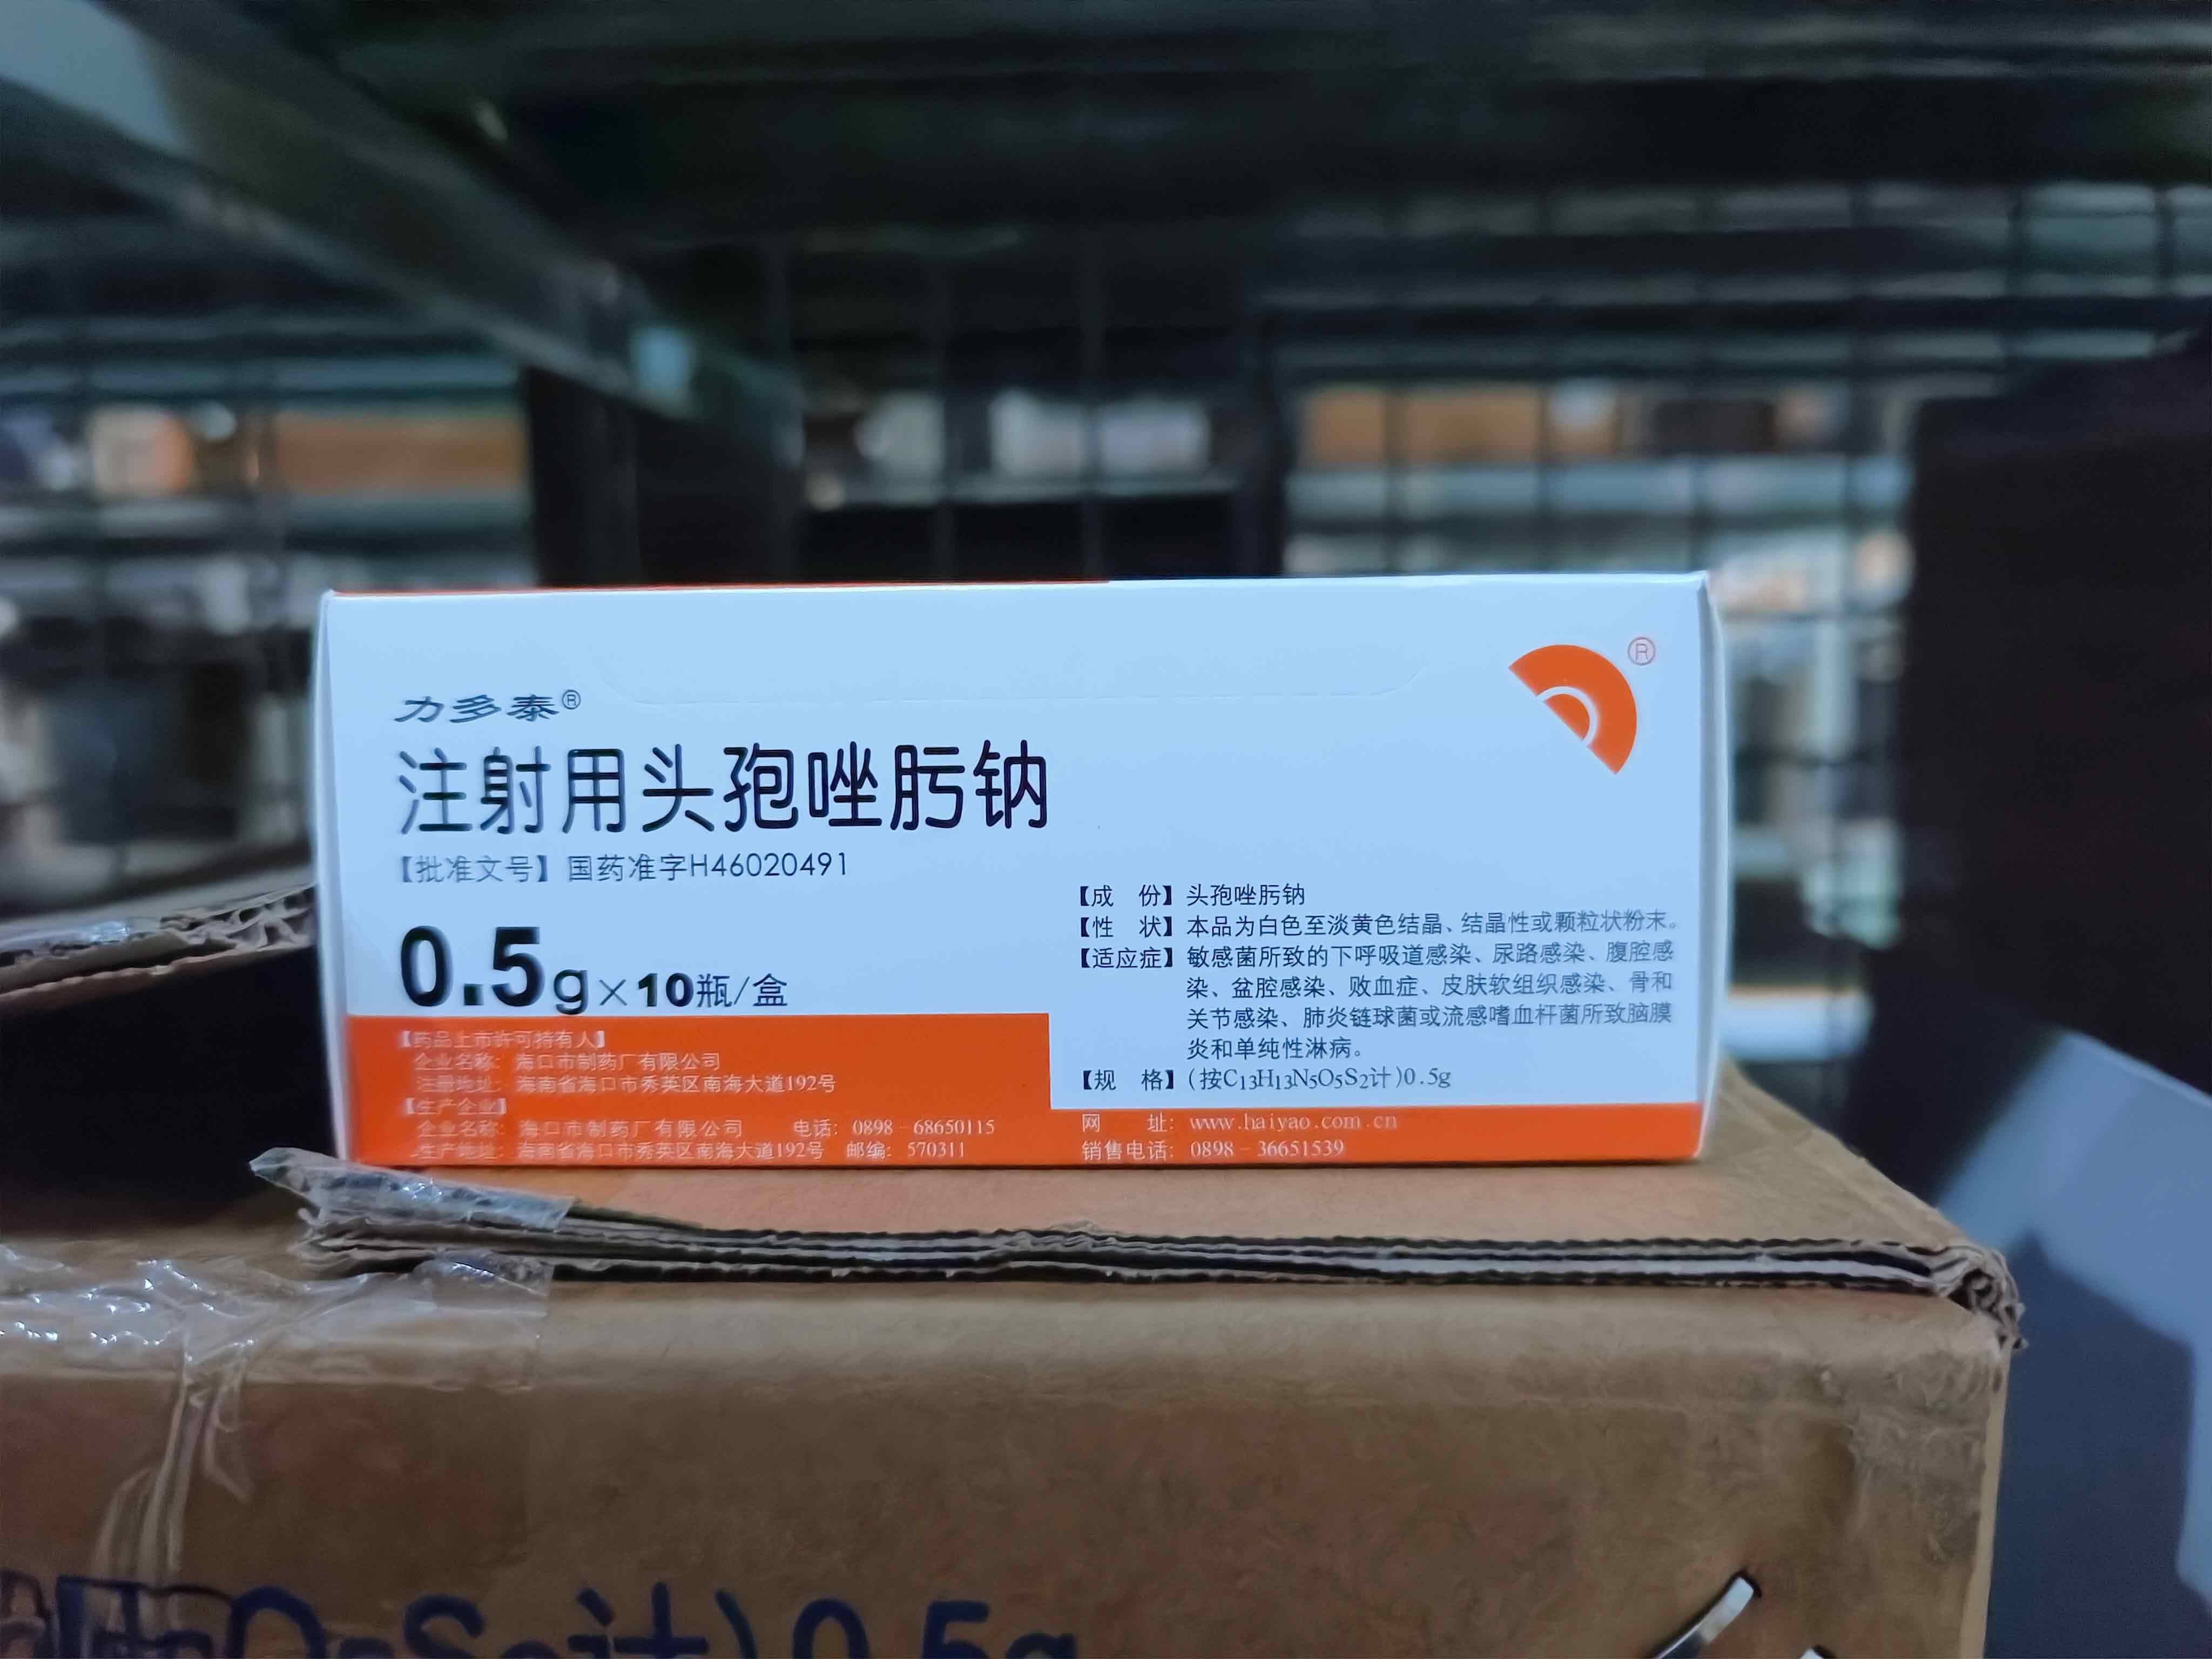 力多泰®
注射用头孢唑肟钠
【批准文号】国药准字H46020491
0.5g×10瓶/盒
®
【成　份】头孢唑肟钠
【性　状】本品为白色至淡黄色结晶、结晶性或颗粒状粉末。
【适应症】敏感菌所致的下呼吸道感染、尿路感染、腹腔感
染、盆腔感染、败血症、皮肤软组织感染、骨和
关节感染、肺炎链球菌或流感嗜血杆菌所致脑膜
炎和单纯性淋病。
【规　格】(按C₁₃H₁₃N₅O₅S₂计)0.5g
【药品上市许可持有人】
企业名称：海口市制药厂有限公司
注册地址：海南省海口市秀英区南海大道192号
【生产企业】
企业名称：海口市制药厂有限公司　电话：0898－68650115
生产地址：海南省海口市秀英区南海大道192号　邮编：570311
网　址：www.haiyao.com.cn
销售电话：0898－36651539
计)0.5g